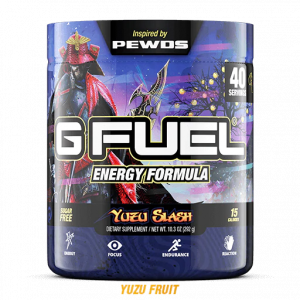 Inspired by
PEWDS
40
SERVINGS
G FUEL
ENERGY FORMULA
SUGAR
FREE
YUZU SLASH
15
CALORIES
DIETARY SUPPLEMENT / NET WT. 10.3 OZ (292 g)
ENERGY
FOCUS
ENDURANCE
REACTION
YUZU FRUIT